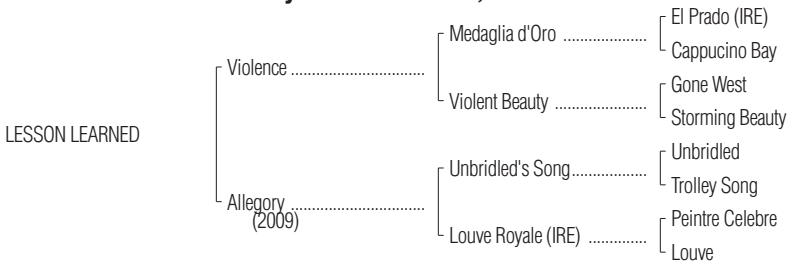 El Prado (IRE)
Medaglia d'Oro ....................
Cappucino Bay
Violence ................................
Gone West
Violent Beauty ......................
Storming Beauty
LESSON LEARNED
Unbridled
Unbridled's Song..................
Trolley Song
Allegory ................................
(2009)
Peintre Celebre
Louve Royale (IRE) ..............
Louve